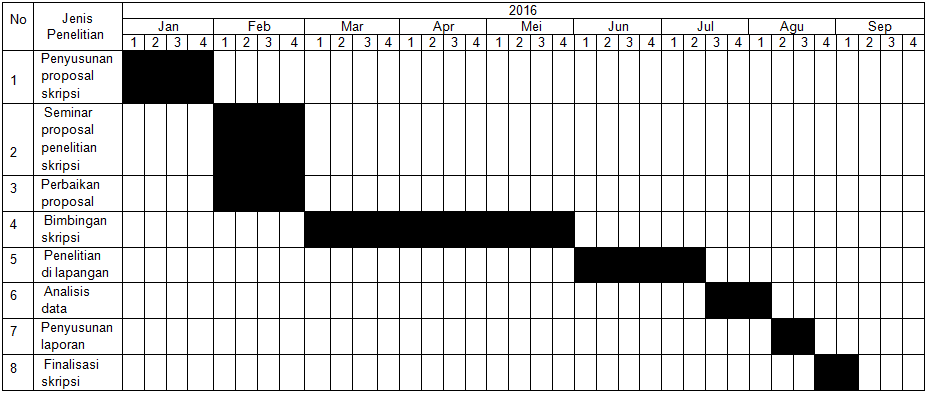 No
Jenis
Penelitian
2016
Jan Feb Mar Apr Mei Jun Jul Agu Sep
1 2 3 4 1 2 3 4 1 2 3 4 1 2 3 4 1 2 3 4 1 2 3 4 1 2 3 4 1 2 3 4 1 2 3 4
1
Penyusunan
proposal
skripsi
2
Seminar
proposal
penelitian
skripsi
3
Perbaikan
proposal
4
Bimbingan
skripsi
5
Penelitian
di lapangan
6
Analisis
data
7
Penyusunan
laporan
8
Finalisasi
skripsi